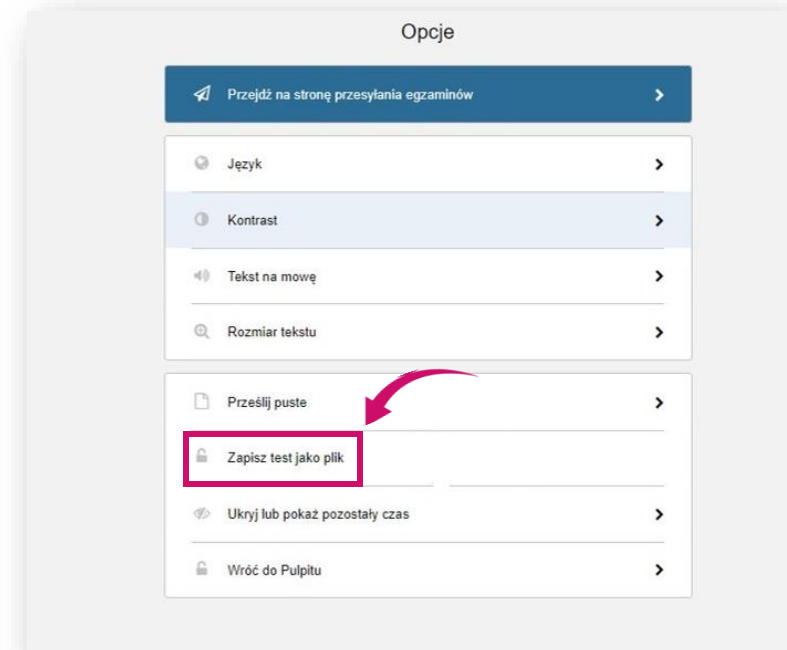 Opcje
Przejdź na stronę przesyłania egzaminów
Język
Kontrast
Tekst na mowę
Rozmiar tekstu
Prześlij puste
Zapisz test jako plik
Ukryj lub pokaż pozostały czas
Wróć do Pulpitu